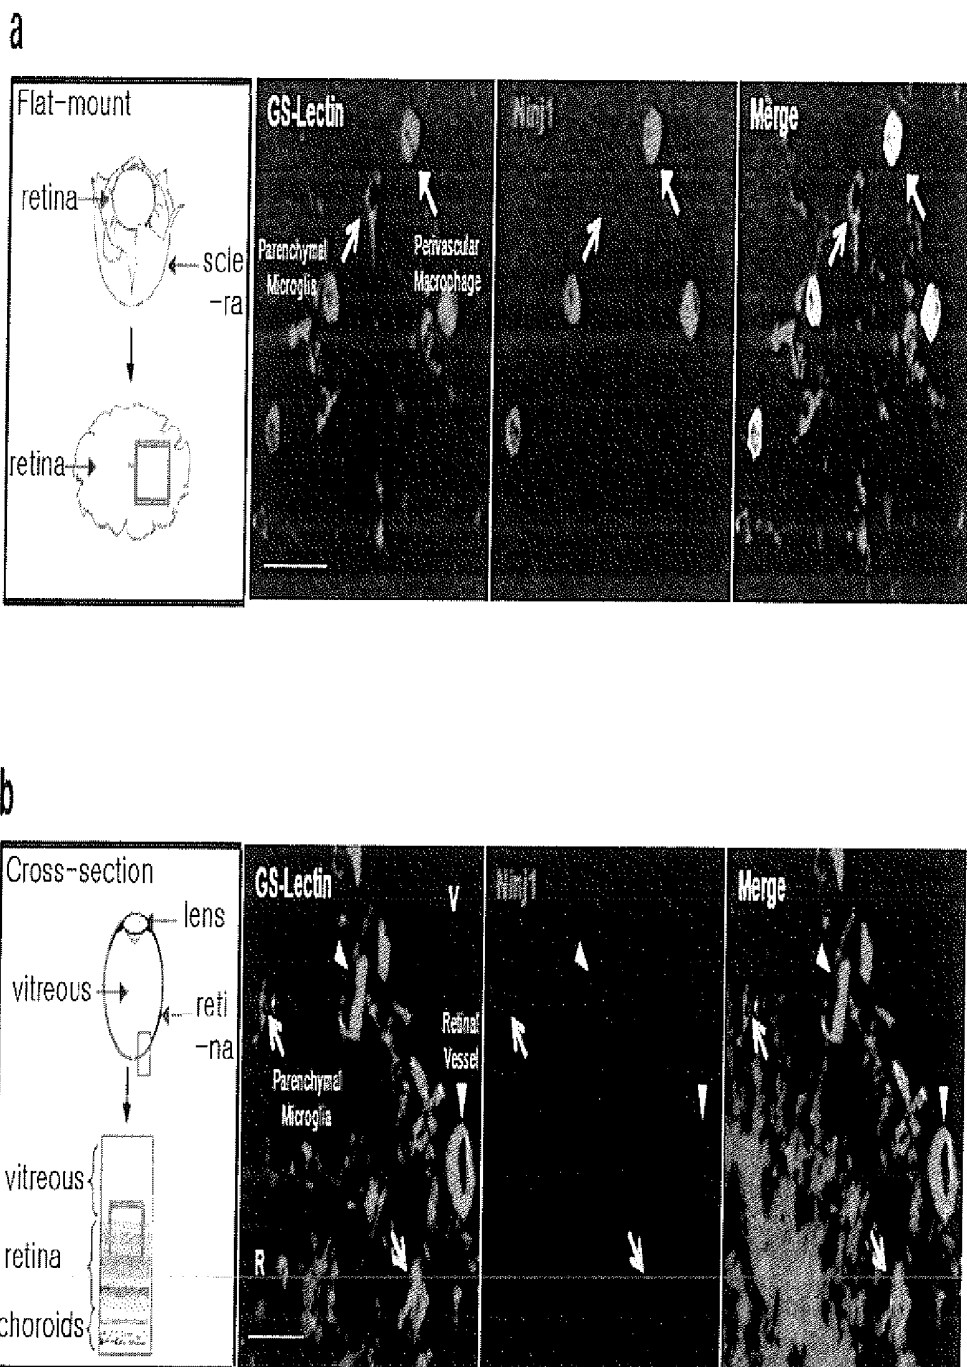 a
Flat-mount
retina
scle
-ra
retina
GS-Lectin
Parenchymal
Microglia
Perivascular
Macrophage
Ninj1
Merge
b
Cross-section
lens
vitreous
reti
-na
vitreous
retina
choroids
GS-Lectin
V
Retinal
Vessel
Parenchymal
Microglia
R
Ninj1
Merge